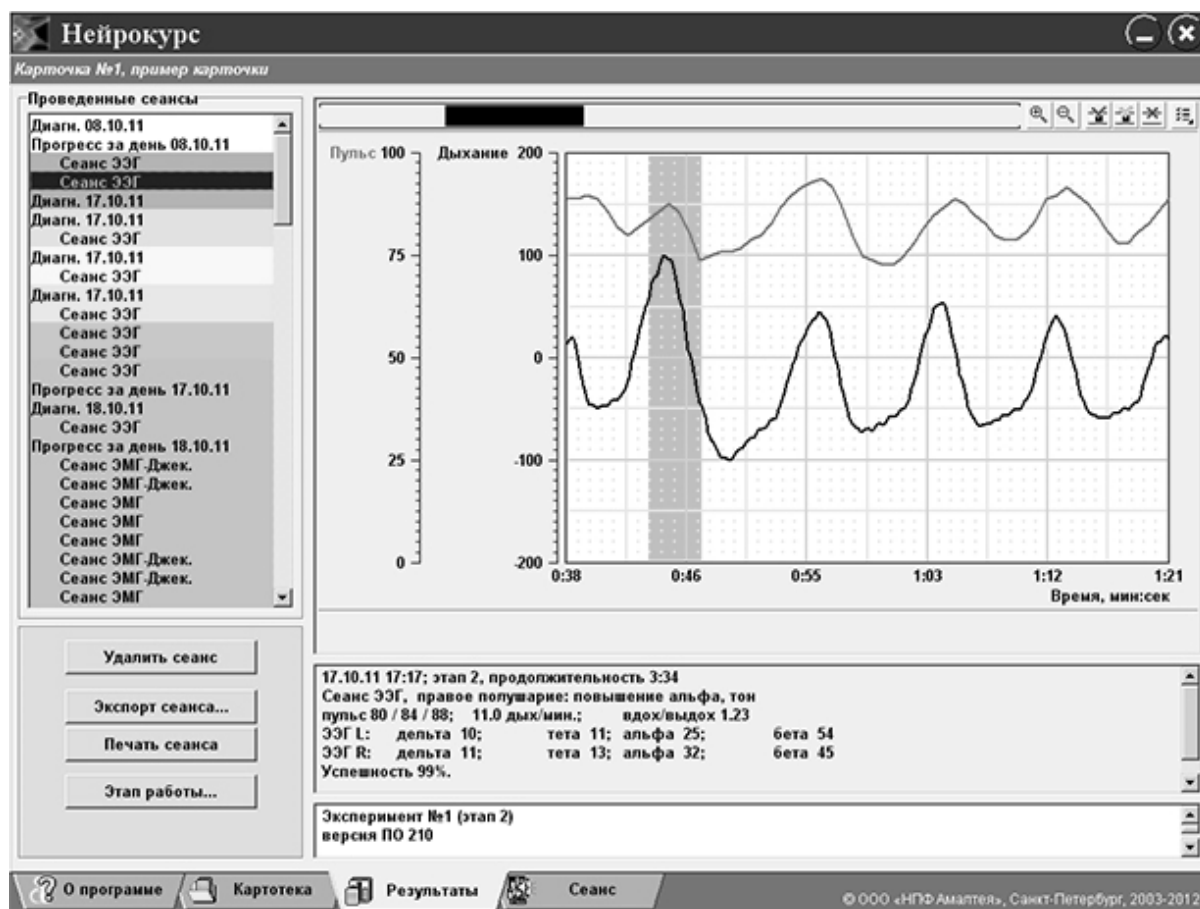 Нейрокурс
Карточка №1, пример карточки
Проведенные сеансы
Диагн. 08.10.11
Прогресс за день 08.10.11
Сеанс ЭЭГ
Сеанс ЭЭГ
Диагн. 17.10.11
Диагн. 17.10.11
Сеанс ЭЭГ
Диагн. 17.10.11
Сеанс ЭЭГ
Диагн. 17.10.11
Сеанс ЭЭГ
Сеанс ЭЭГ
Сеанс ЭЭГ
Сеанс ЭЭГ
Прогресс за день 17.10.11
Диагн. 18.10.11
Сеанс ЭЭГ
Прогресс за день 18.10.11
Сеанс ЭМГ-Джек.
Сеанс ЭМГ-Джек.
Сеанс ЭМГ
Сеанс ЭМГ
Сеанс ЭМГ
Сеанс ЭМГ-Джек.
Сеанс ЭМГ-Джек.
Сеанс ЭМГ
Удалить сеанс
Экспорт сеанса...
Печать сеанса
Этап работы...
Пульс 100 Дыхание 200
75 100
50 0
25 -100
0 -200
0:38 0:46 0:55 1:03 1:12 1:21
Время, мин:сек
17.10.11 17:17; этап 2, продолжительность 3:34
Сеанс ЭЭГ, правое полушарие: повышение альфа, тон
пульс 80 / 84 / 88; 11.0 дых/мин.; вдох/выдох 1.23
ЭЭГ L: дельта 10; тета 11; альфа 25; бета 54
ЭЭГ R: дельта 11; тета 13; альфа 32; бета 45
Успешность 99%.
Эксперимент №1 (этап 2)
версия ПО 210
О программе Картотека Результаты Сеанс
© ООО «НПФ Амалтея», Санкт-Петербург, 2003-2012